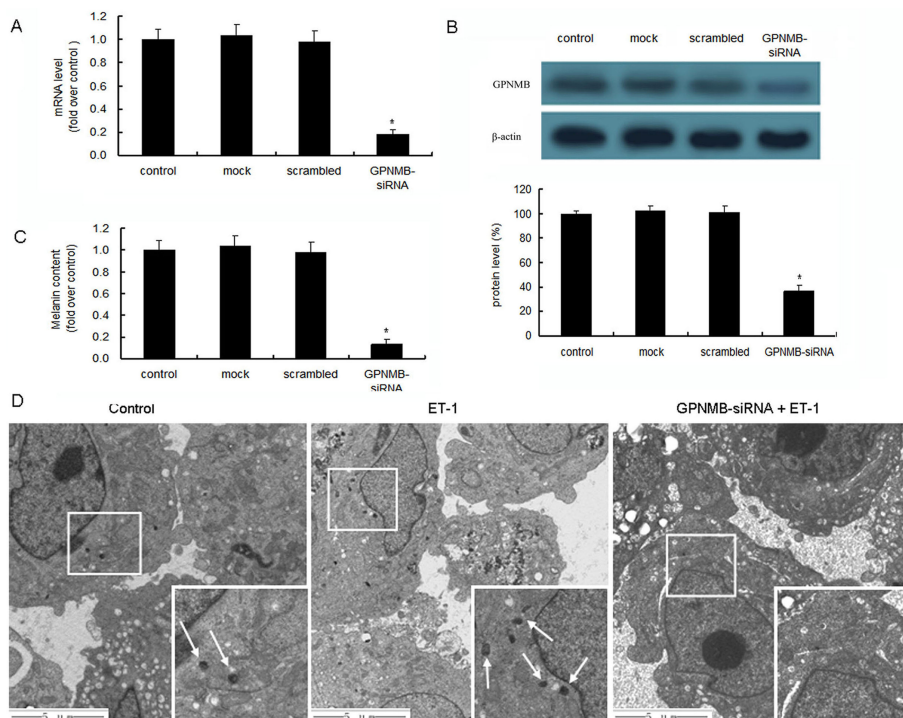 A
mRNA level
(fold over control)
1.2
1.0
0.8
0.6
0.4
0.2
0.0
*
control
mock
scrambled
GPNMB-
siRNA
B
control
mock
scrambled
GPNMB-
siRNA
GPNMB
β-actin
protein level (%)
120
100
80
60
40
20
0
*
control
mock
scrambled
GPNMB-siRNA
C
Melanin content
(fold over control)
1.2
1.0
0.8
0.6
0.4
0.2
0.0
*
control
mock
scrambled
GPNMB-
siRNA
D
Control
ET-1
GPNMB-siRNA + ET-1